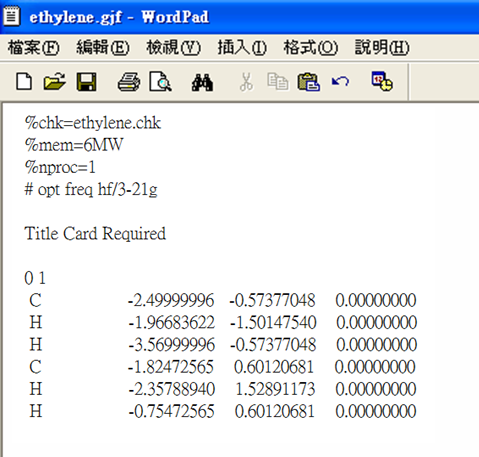 ethylene.gjf - WordPad
檔案(F) 編輯(E) 檢視(V) 插入(I) 格式(O) 說明(H)
%chk=ethylene.chk
%mem=6MW
%nproc=1
# opt freq hf/3-21g
Title Card Required
0 1
C -2.49999996 -0.57377048 0.00000000
H -1.96683622 -1.50147540 0.00000000
H -3.56999996 -0.57377048 0.00000000
C -1.82472565 0.60120681 0.00000000
H -2.35788940 1.52891173 0.00000000
H -0.75472565 0.60120681 0.00000000